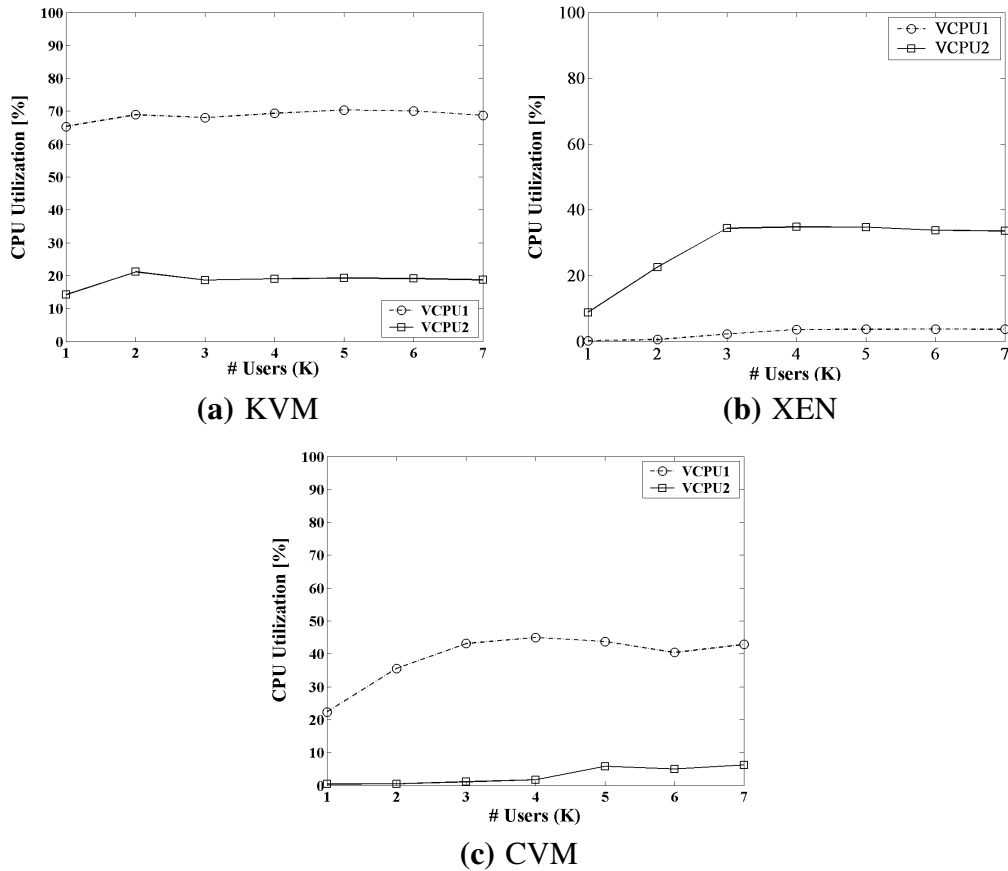 100
90
80
70
60
50
40
30
20
10
0
CPU Utilization [%]
VCPU1
VCPU2
1 2 3 4 5 6 7
# Users (K)
(a) KVM
100
80
60
40
20
0
CPU Utilization [%]
VCPU1
VCPU2
1 2 3 4 5 6 7
# Users (K)
(b) XEN
100
90
80
70
60
50
40
30
20
10
0
CPU Utilization [%]
VCPU1
VCPU2
1 2 3 4 5 6 7
# Users (K)
(c) CVM